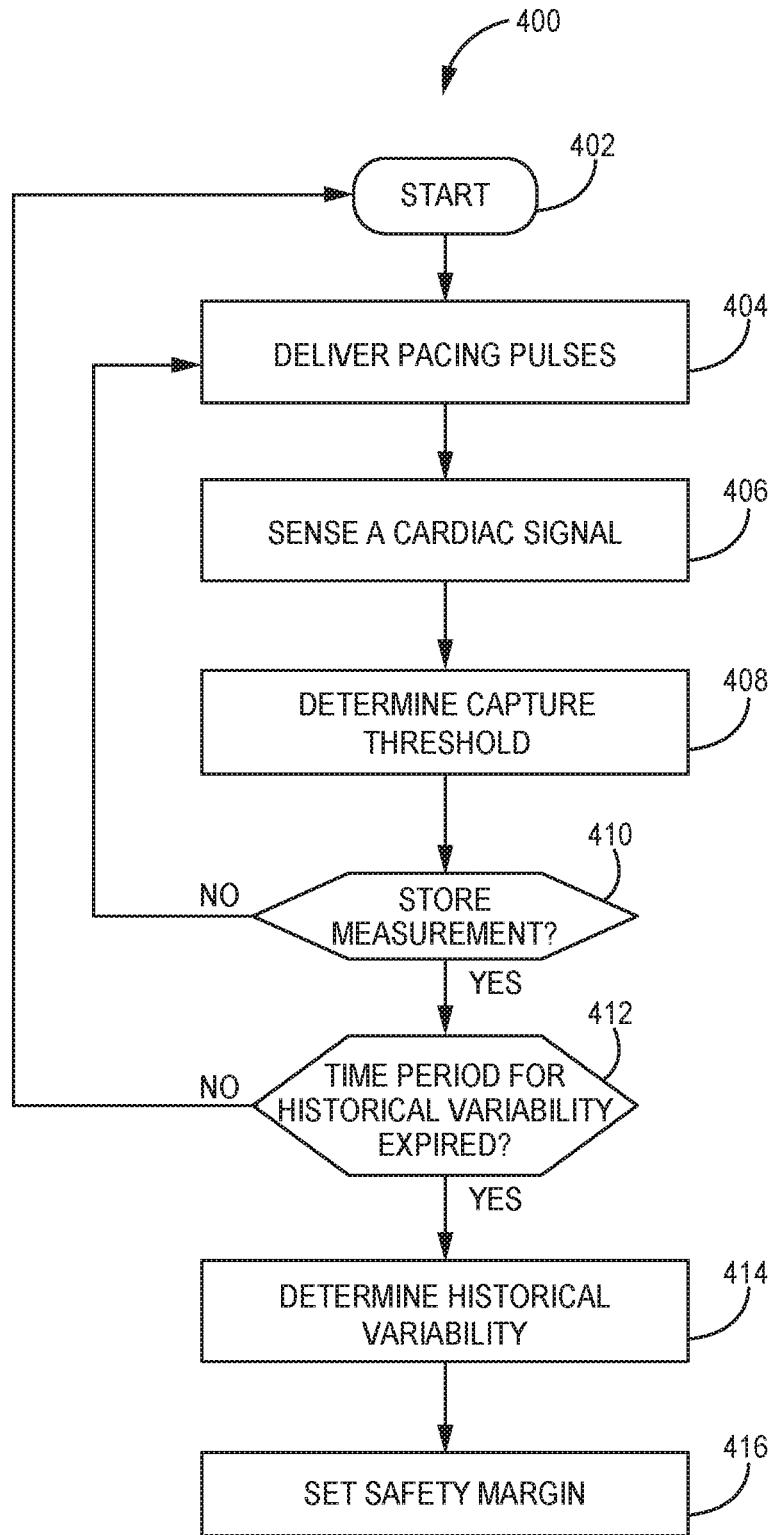 400
START
402
DELIVER PACING PULSES
404
SENSE A CARDIAC SIGNAL
406
DETERMINE CAPTURE
THRESHOLD
408
410
NO
STORE
MEASUREMENT?
YES
412
NO
TIME PERIOD FOR
HISTORICAL VARIABILITY
EXPIRED?
YES
DETERMINE HISTORICAL
VARIABILITY
414
SET SAFETY MARGIN
416